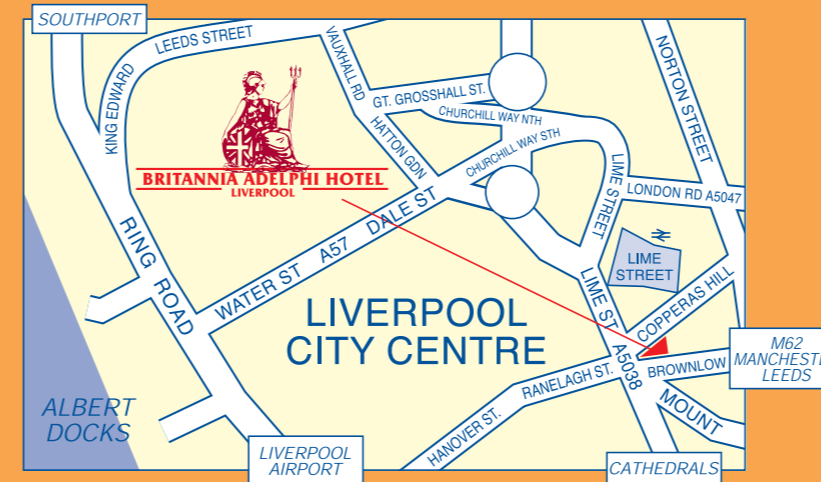 SOUTHPORT
LEEDS STREET
KING EDWARD
VAUXHALL RD
GT. GROSSHALL ST.
CHURCHILL WAY NTH
HATTON GDN
CHURCHILL WAY STH
NORTON STREET
BRITANNIA ADELPHI HOTEL
LIVERPOOL
LIME STREET
LONDON RD A5047
DALE ST
A57
WATER ST
RING ROAD
LIME
STREET
LIVERPOOL
CITY CENTRE
LIME ST
A5038
COPPERAS HILL
RANELAGH ST.
BROWNLOW
M62
MANCHESTE
LEEDS
HANOVER ST.
MOUNT
ALBERT
DOCKS
LIVERPOOL
AIRPORT
CATHEDRALS